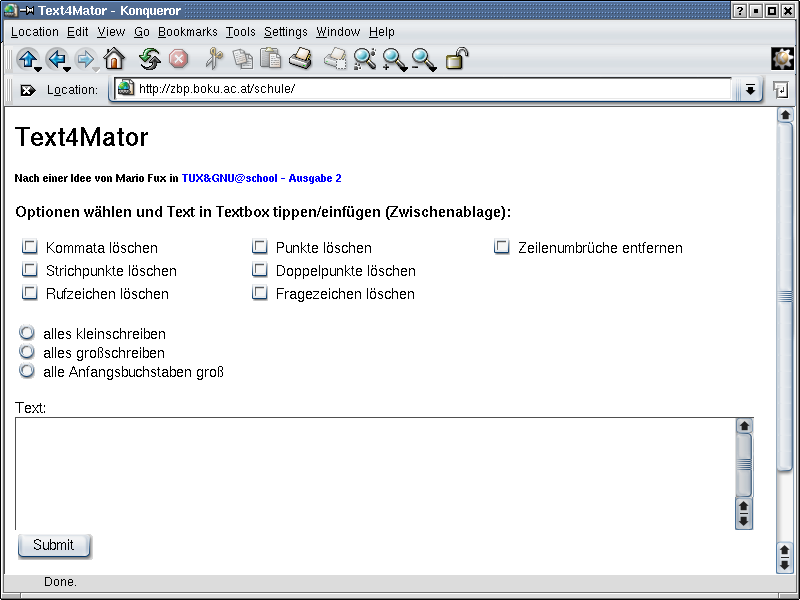 Text4Mator - Konqueror
Location Edit View Go Bookmarks Tools Settings Window Help
Location: http://zbp.boku.ac.at/schule/
Text4Mator
Nach einer Idee von Mario Fux in TUX&GNU@school - Ausgabe 2
Optionen wählen und Text in Textbox tippen/einfügen (Zwischenablage):
Kommata löschen Punkte löschen Zeilenumbrüche entfernen
Strichpunkte löschen Doppelpunkte löschen
Rufzeichen löschen Fragezeichen löschen
alles kleinschreiben
alles großschreiben
alle Anfangsbuchstaben groß
Text:
Submit
Done.